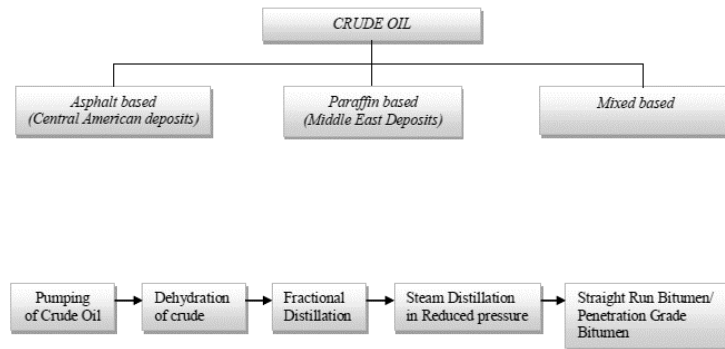 CRUDE OIL
Asphalt based
(Central American deposits)
Paraffin based
(Middle East Deposits)
Mixed based
Pumping
of Crude Oil
Dehydration
of crude
Fractional
Distillation
Steam Distillation
in Reduced pressure
Straight Run Bitumen/
Penetration Grade
Bitumen